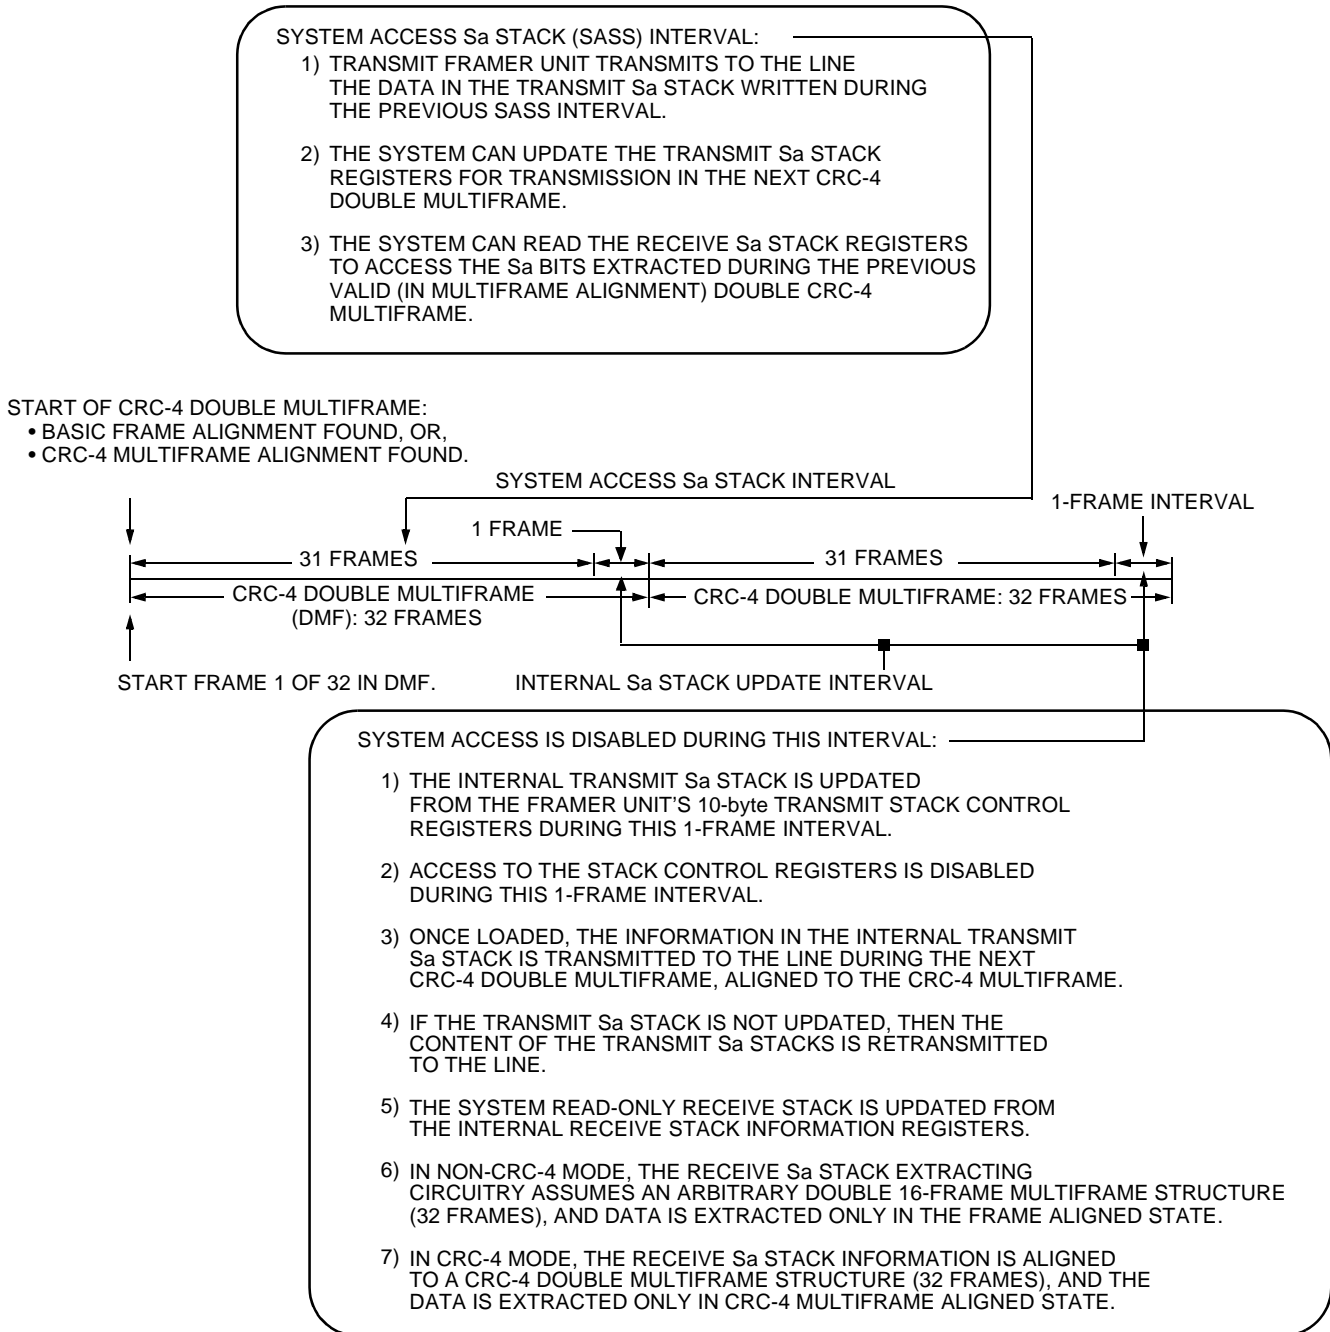 SYSTEM ACCESS Sa STACK (SASS) INTERVAL:
1) TRANSMIT FRAMER UNIT TRANSMITS TO THE LINE
THE DATA IN THE TRANSMIT Sa STACK WRITTEN DURING
THE PREVIOUS SASS INTERVAL.
2) THE SYSTEM CAN UPDATE THE TRANSMIT Sa STACK
REGISTERS FOR TRANSMISSION IN THE NEXT CRC-4
DOUBLE MULTIFRAME.
3) THE SYSTEM CAN READ THE RECEIVE Sa STACK REGISTERS
TO ACCESS THE Sa BITS EXTRACTED DURING THE PREVIOUS
VALID (IN MULTIFRAME ALIGNMENT) DOUBLE CRC-4
MULTIFRAME.
START OF CRC-4 DOUBLE MULTIFRAME:
• BASIC FRAME ALIGNMENT FOUND, OR,
• CRC-4 MULTIFRAME ALIGNMENT FOUND.
SYSTEM ACCESS Sa STACK INTERVAL
1-FRAME INTERVAL
1 FRAME
31 FRAMES
31 FRAMES
CRC-4 DOUBLE MULTIFRAME
(DMF): 32 FRAMES
CRC-4 DOUBLE MULTIFRAME: 32 FRAMES
START FRAME 1 OF 32 IN DMF.
INTERNAL Sa STACK UPDATE INTERVAL
SYSTEM ACCESS IS DISABLED DURING THIS INTERVAL:
1) THE INTERNAL TRANSMIT Sa STACK IS UPDATED
FROM THE FRAMER UNIT'S 10-byte TRANSMIT STACK CONTROL
REGISTERS DURING THIS 1-FRAME INTERVAL.
2) ACCESS TO THE STACK CONTROL REGISTERS IS DISABLED
DURING THIS 1-FRAME INTERVAL.
3) ONCE LOADED, THE INFORMATION IN THE INTERNAL TRANSMIT
Sa STACK IS TRANSMITTED TO THE LINE DURING THE NEXT
CRC-4 DOUBLE MULTIFRAME, ALIGNED TO THE CRC-4 MULTIFRAME.
4) IF THE TRANSMIT Sa STACK IS NOT UPDATED, THEN THE
CONTENT OF THE TRANSMIT Sa STACKS IS RETRANSMITTED
TO THE LINE.
5) THE SYSTEM READ-ONLY RECEIVE STACK IS UPDATED FROM
THE INTERNAL RECEIVE STACK INFORMATION REGISTERS.
6) IN NON-CRC-4 MODE, THE RECEIVE Sa STACK EXTRACTING
CIRCUITRY ASSUMES AN ARBITRARY DOUBLE 16-FRAME MULTIFRAME STRUCTURE
(32 FRAMES), AND DATA IS EXTRACTED ONLY IN THE FRAME ALIGNED STATE.
7) IN CRC-4 MODE, THE RECEIVE Sa STACK INFORMATION IS ALIGNED
TO A CRC-4 DOUBLE MULTIFRAME STRUCTURE (32 FRAMES), AND THE
DATA IS EXTRACTED ONLY IN CRC-4 MULTIFRAME ALIGNED STATE.